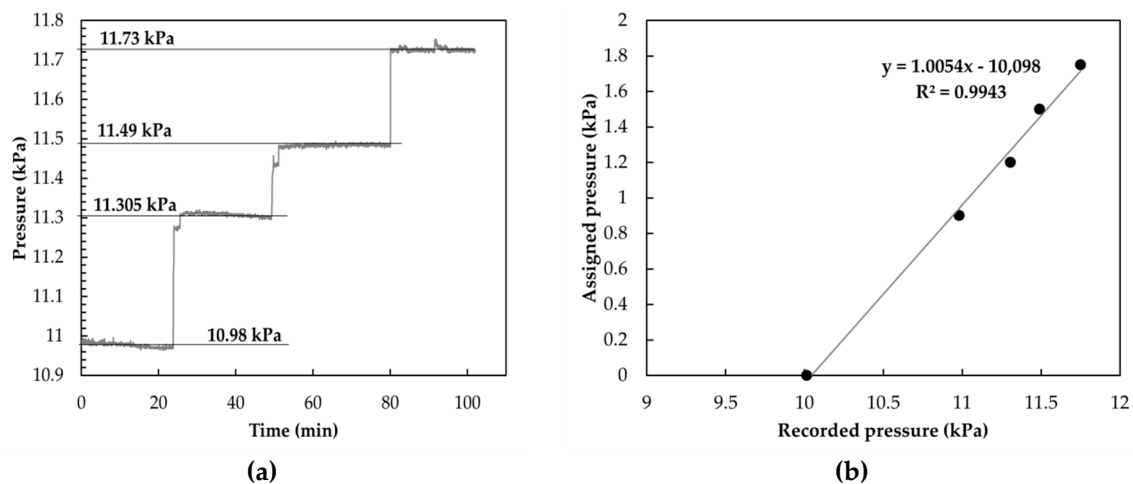 11.8
11.7
11.6
11.5
11.4
11.3
11.2
11.1
11
10.9
11.73 kPa
11.49 kPa
11.305 kPa
10.98 kPa
Pressure (kPa)
0
20
40
60
80
100
Time (min)
(a)
2
1.8
1.6
1.4
1.2
1
0.8
0.6
0.4
0.2
0
y = 1.0054x - 10,098
R² = 0.9943
Assigned pressure (kPa)
9
9.5
10
10.5
11
11.5
12
Recorded pressure (kPa)
(b)